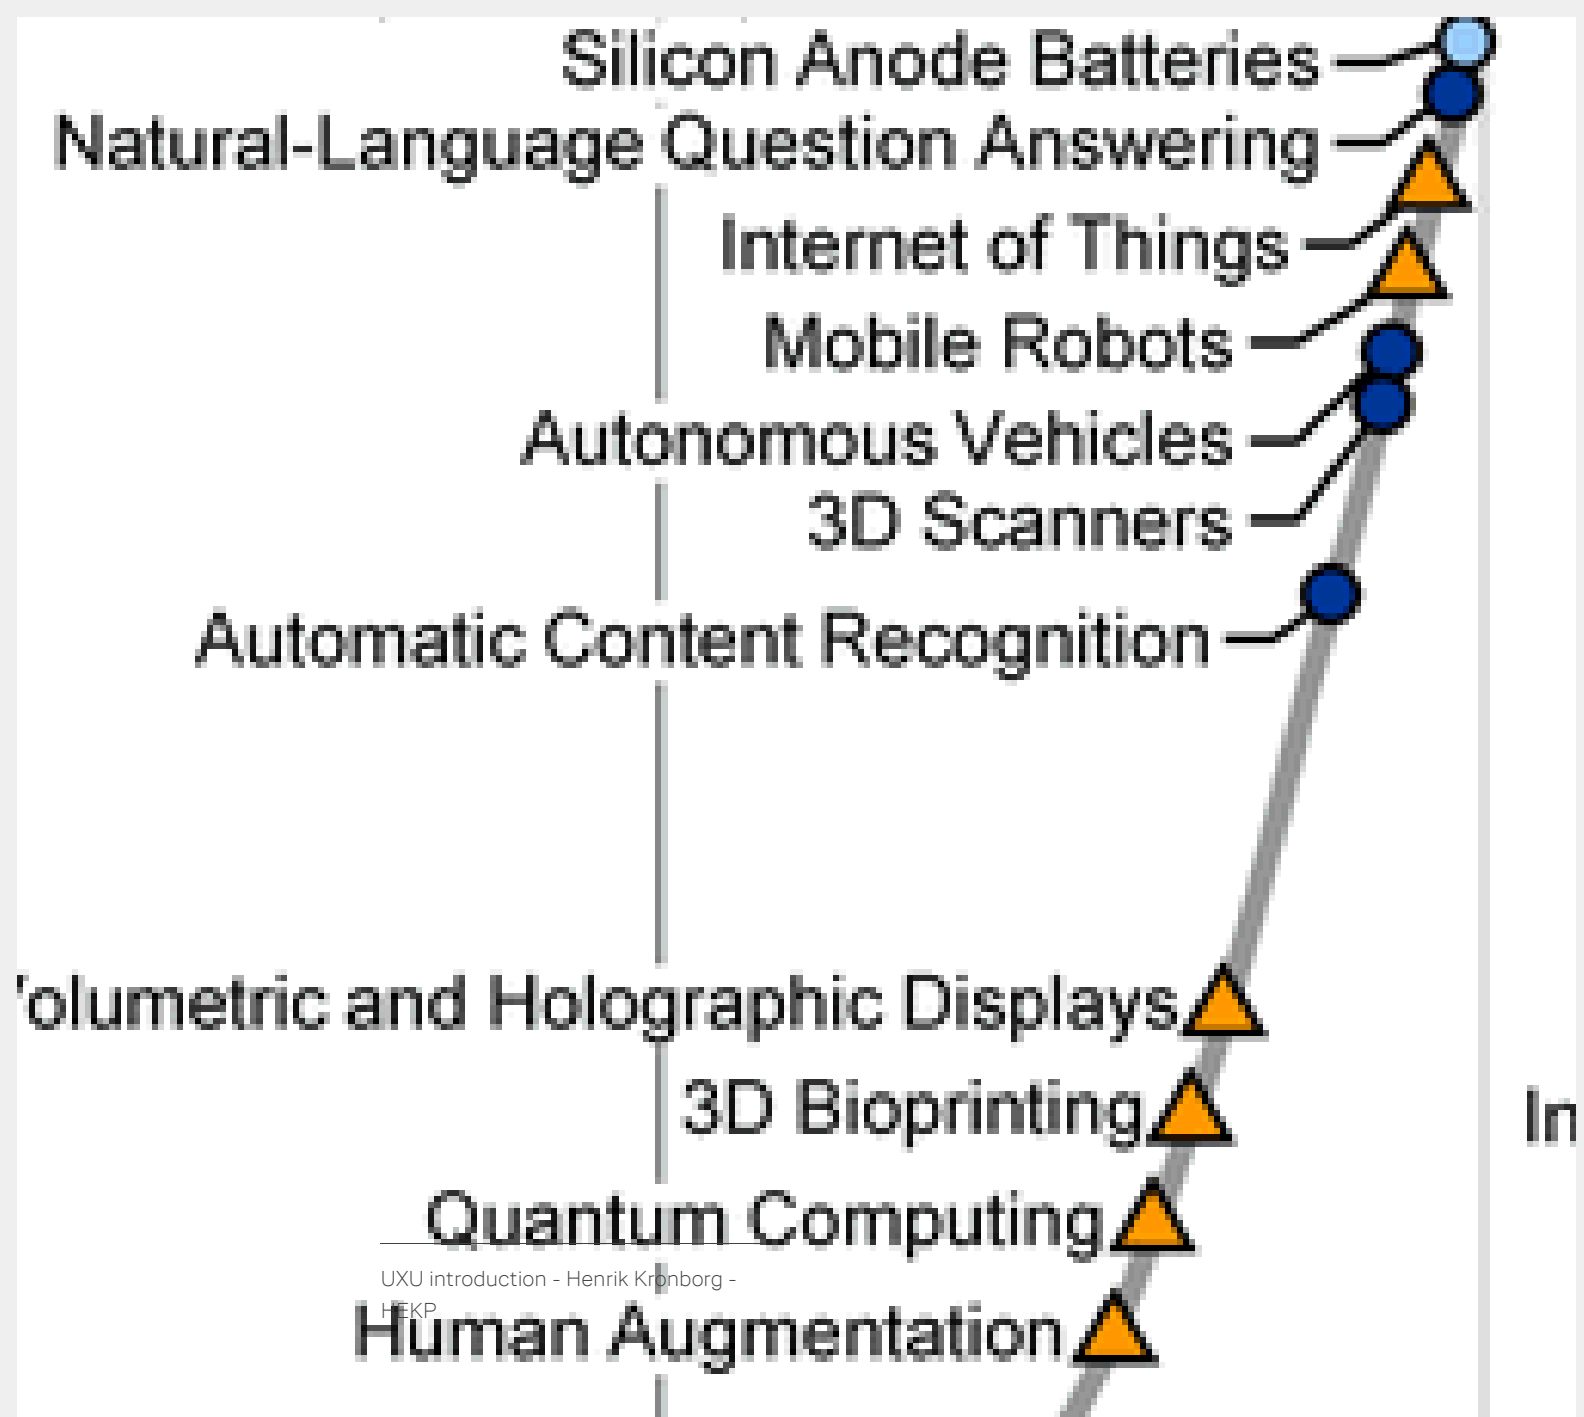 Silicon Anode Batteries
Natural-Language Question Answering
Internet of Things
Mobile Robots
Autonomous Vehicles
3D Scanners
Automatic Content Recognition
olumetric and Holographic Displays
3D Bioprinting
In
Quantum Computing
UXU introduction - Henrik Kronborg -
HEKP
Human Augmentation